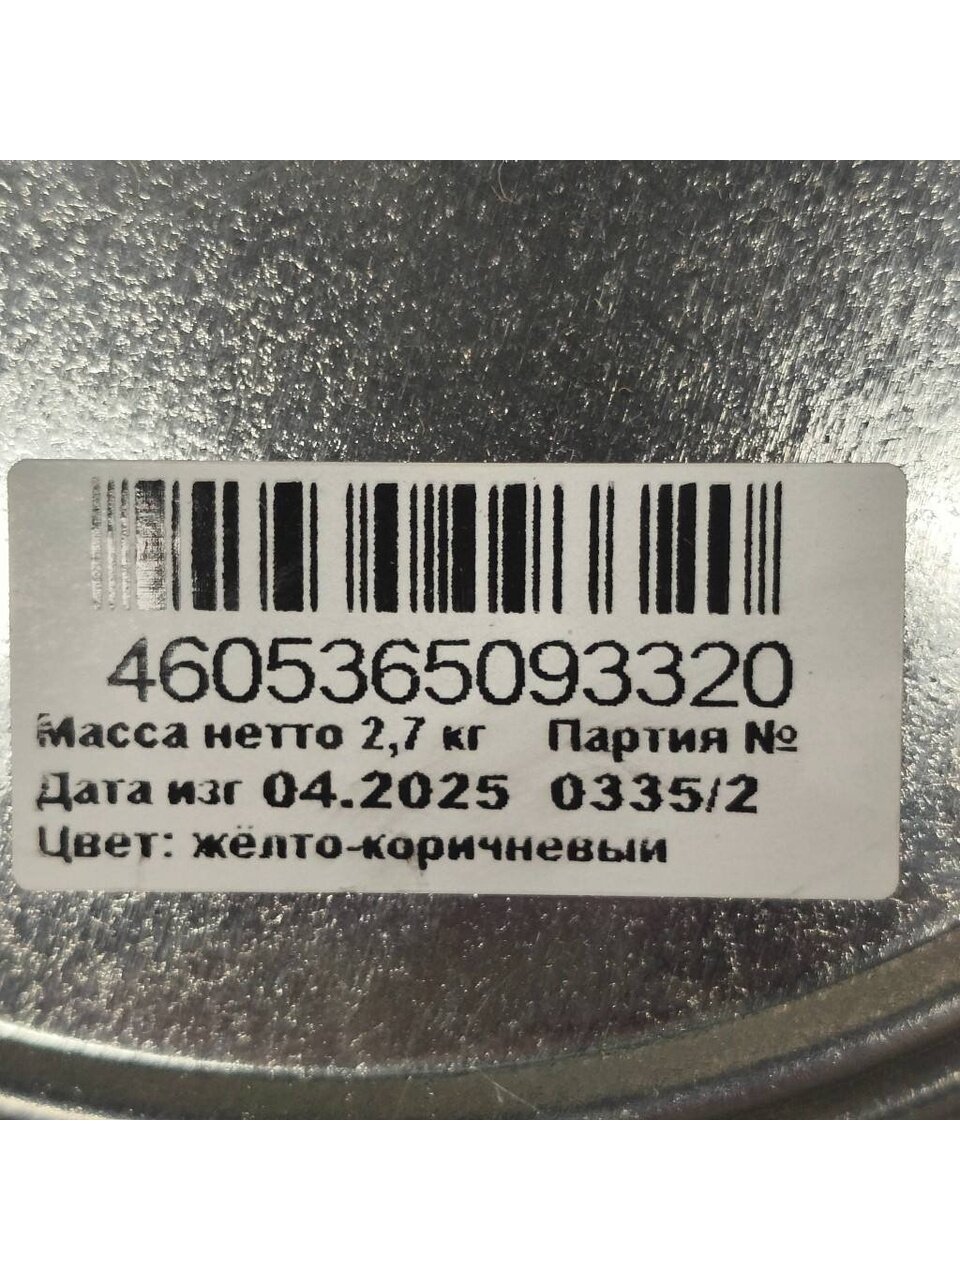 4605365093320
Масса нетто 2,7 кг Партия №
Дата изг 04.2025 0335/2
Цвет: жёлто-коричневый